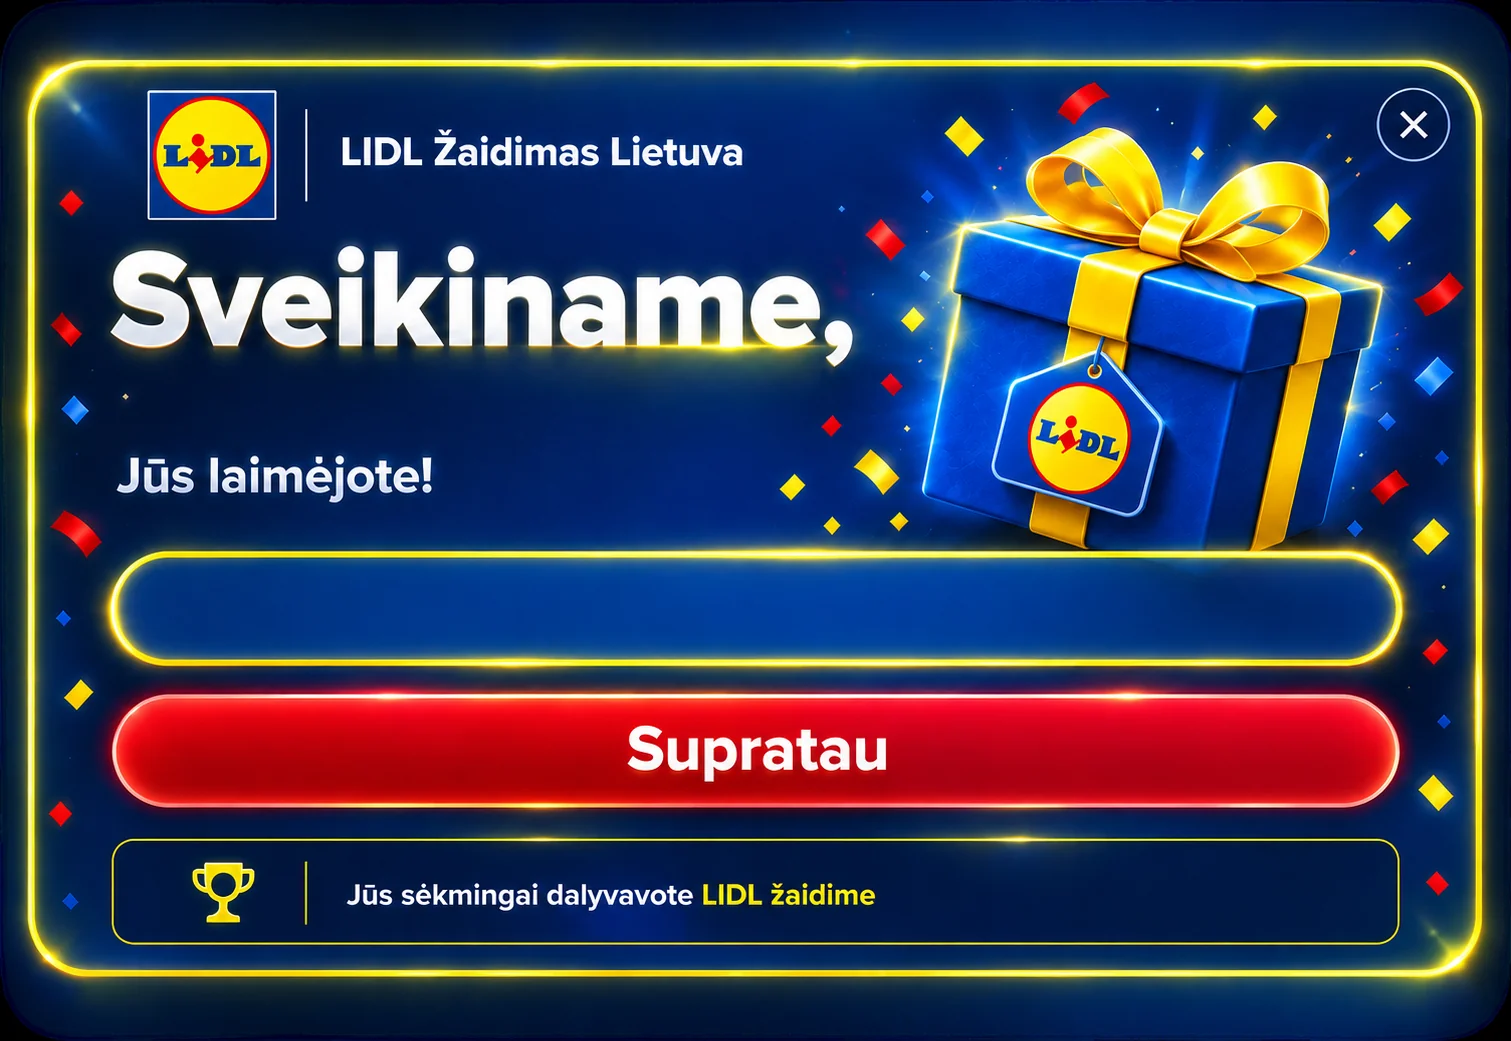 LIDL
LIDL Žaidimas Lietuva
Sveikiname,
LIDL
Jūs laimėjote!
Supratau
Jūs sėkmingai dalyvavote LIDL žaidime